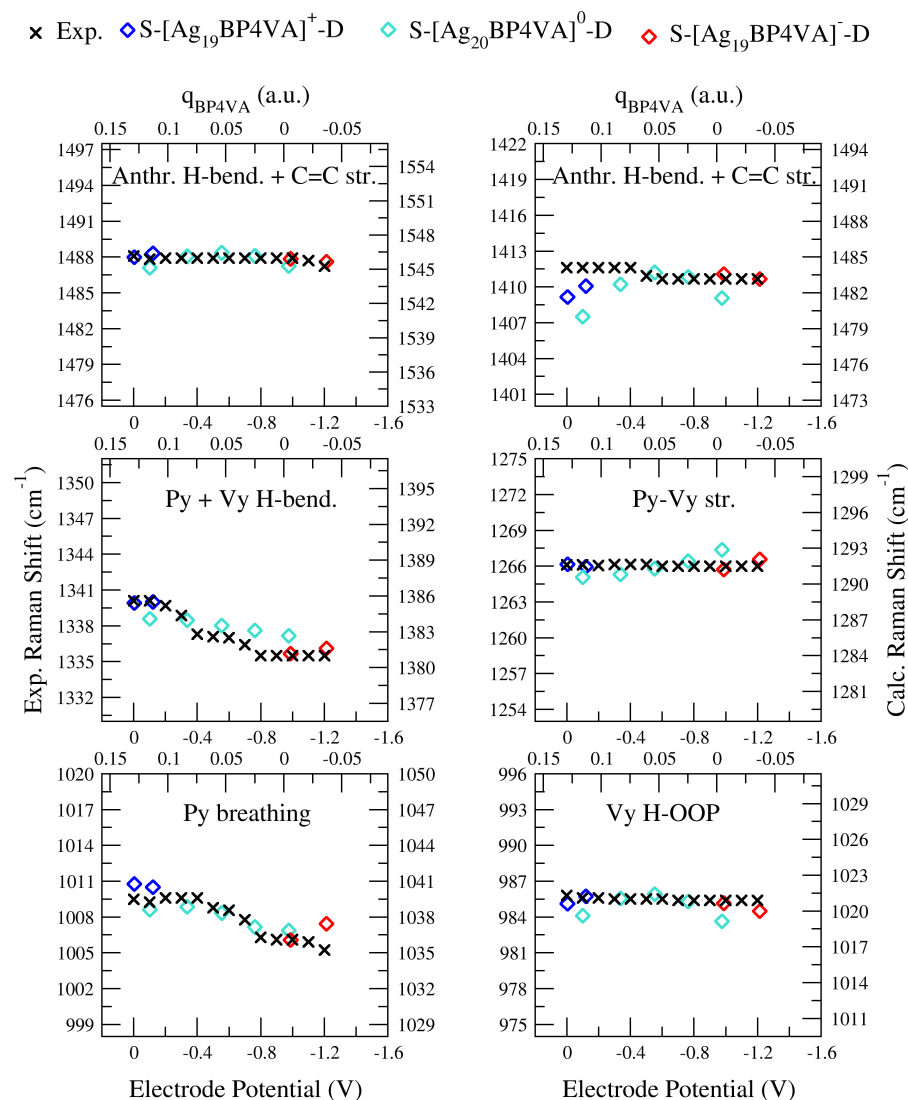 Exp. S-[Ag19BP4VA]+-D S-[Ag20BP4VA]0-D S-[Ag19BP4VA]--D
qBP4VA (a.u.) qBP4VA (a.u.)
0.15 0.1 0.05 0 -0.05 0.15 0.1 0.05 0 -0.05
Anthr. H-bend. + C=C str. Anthr. H-bend. + C=C str.
1497 1494 1491 1488 1485 1482 1479 1476
1554 1551 1548 1545 1542 1539 1536 1533
1422 1419 1416 1413 1410 1407 1404 1401
1494 1491 1488 1485 1482 1479 1476 1473
0 -0.4 -0.8 -1.2 -1.6 0 -0.4 -0.8 -1.2 -1.6
0.15 0.1 0.05 0 -0.05 0.15 0.1 0.05 0 -0.05
Exp. Raman Shift (cm-1)
Py + Vy H-bend. Py-Vy str.
1350 1347 1344 1341 1338 1335 1332
1395 1392 1389 1386 1383 1380 1377
1275 1272 1269 1266 1263 1260 1257 1254
1299 1296 1293 1290 1287 1284 1281
Calc. Raman Shift (cm-1)
0 -0.4 -0.8 -1.2 -1.6 0 -0.4 -0.8 -1.2 -1.6
0.15 0.1 0.05 0 -0.05 0.15 0.1 0.05 0 -0.05
Py breathing Vy H-OOP
1020 1017 1014 1011 1008 1005 1002 999
1050 1047 1044 1041 1038 1035 1032 1029
996 993 990 987 984 981 978 975
1029 1026 1023 1020 1017 1014 1011
0 -0.4 -0.8 -1.2 -1.6 0 -0.4 -0.8 -1.2 -1.6
Electrode Potential (V) Electrode Potential (V)